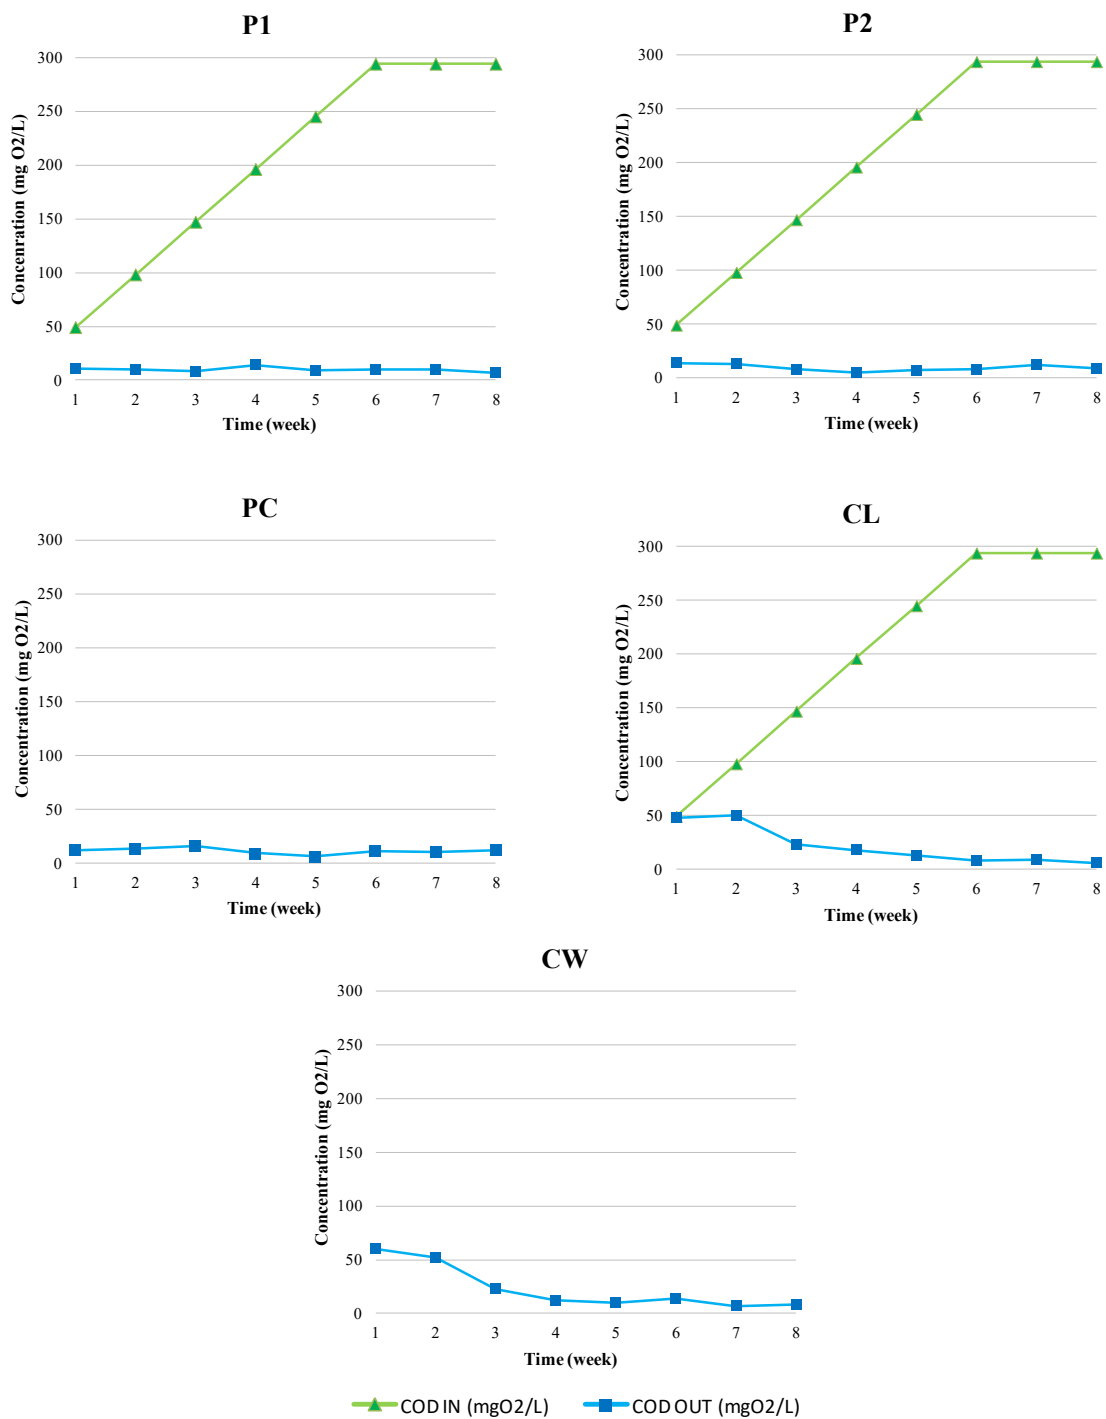 P1
300
250
200
150
100
50
0
Concenration (mg O2/L)
1 2 3 4 5 6 7 8
Time (week)
P2
300
250
200
150
100
50
0
Concentration (mg O2/L)
1 2 3 4 5 6 7 8
Time (week)
PC
300
250
200
150
100
50
0
Concentration (mg O2/L)
1 2 3 4 5 6 7 8
Time (week)
CL
300
250
200
150
100
50
0
Concentration (mg O2/L)
1 2 3 4 5 6 7 8
Time (week)
CW
300
250
200
150
100
50
0
Concentration (mg O2/L)
1 2 3 4 5 6 7 8
Time (week)
COD IN (mgO2/L) COD OUT (mgO2/L)